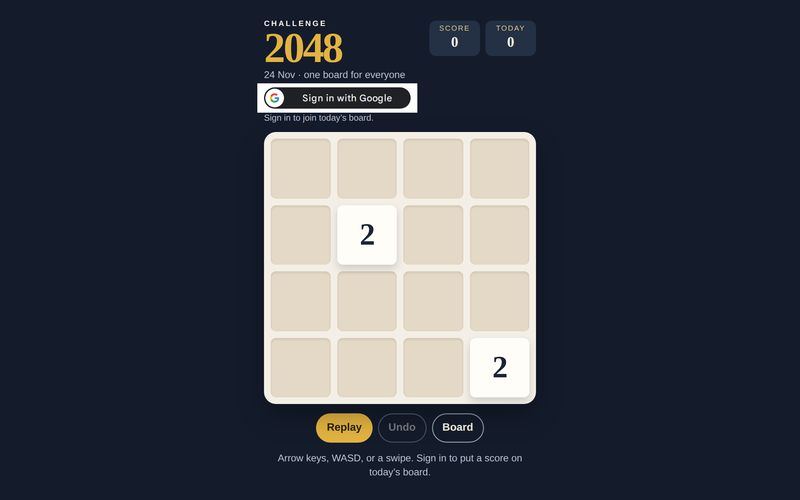 CHALLENGE
2048
24 Nov · one board for everyone
SCORE
0
TODAY
0
Sign in with Google
Sign in to join today's board.
2
2
Replay
Undo
Board
Arrow keys, WASD, or a swipe. Sign in to put a score on
today's board.